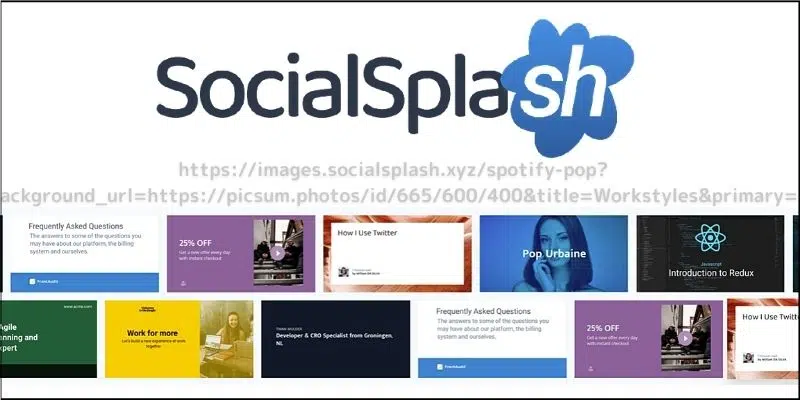 SocialSplash
https://images.socialsplash.xyz/spotify-pop?
ackground_url=https://picsum.photos/id/665/600/400&title=Workstyles&primary=
Frequently Asked Questions
The answers to some of the questions you
may have about our platform, the billing
system and ourselves.
PromAudit
25% OFF
Get a new offer every day
with instant checkout
How I Use Twitter
Pop Urbaine
Javascript
Introduction to Redux
www.acme.com
Agile
anning and
xpert
Work for more
Let's build a new experience of work
together
Developer & CRO Specialist from Groningen,
NL
Frequently Asked Questions
The answers to some of the questions you
may have about our platform, the billing
system and ourselves.
PromAudit
25% OFF
Get a new offer every day
with instant checkout
How I Use Twitt